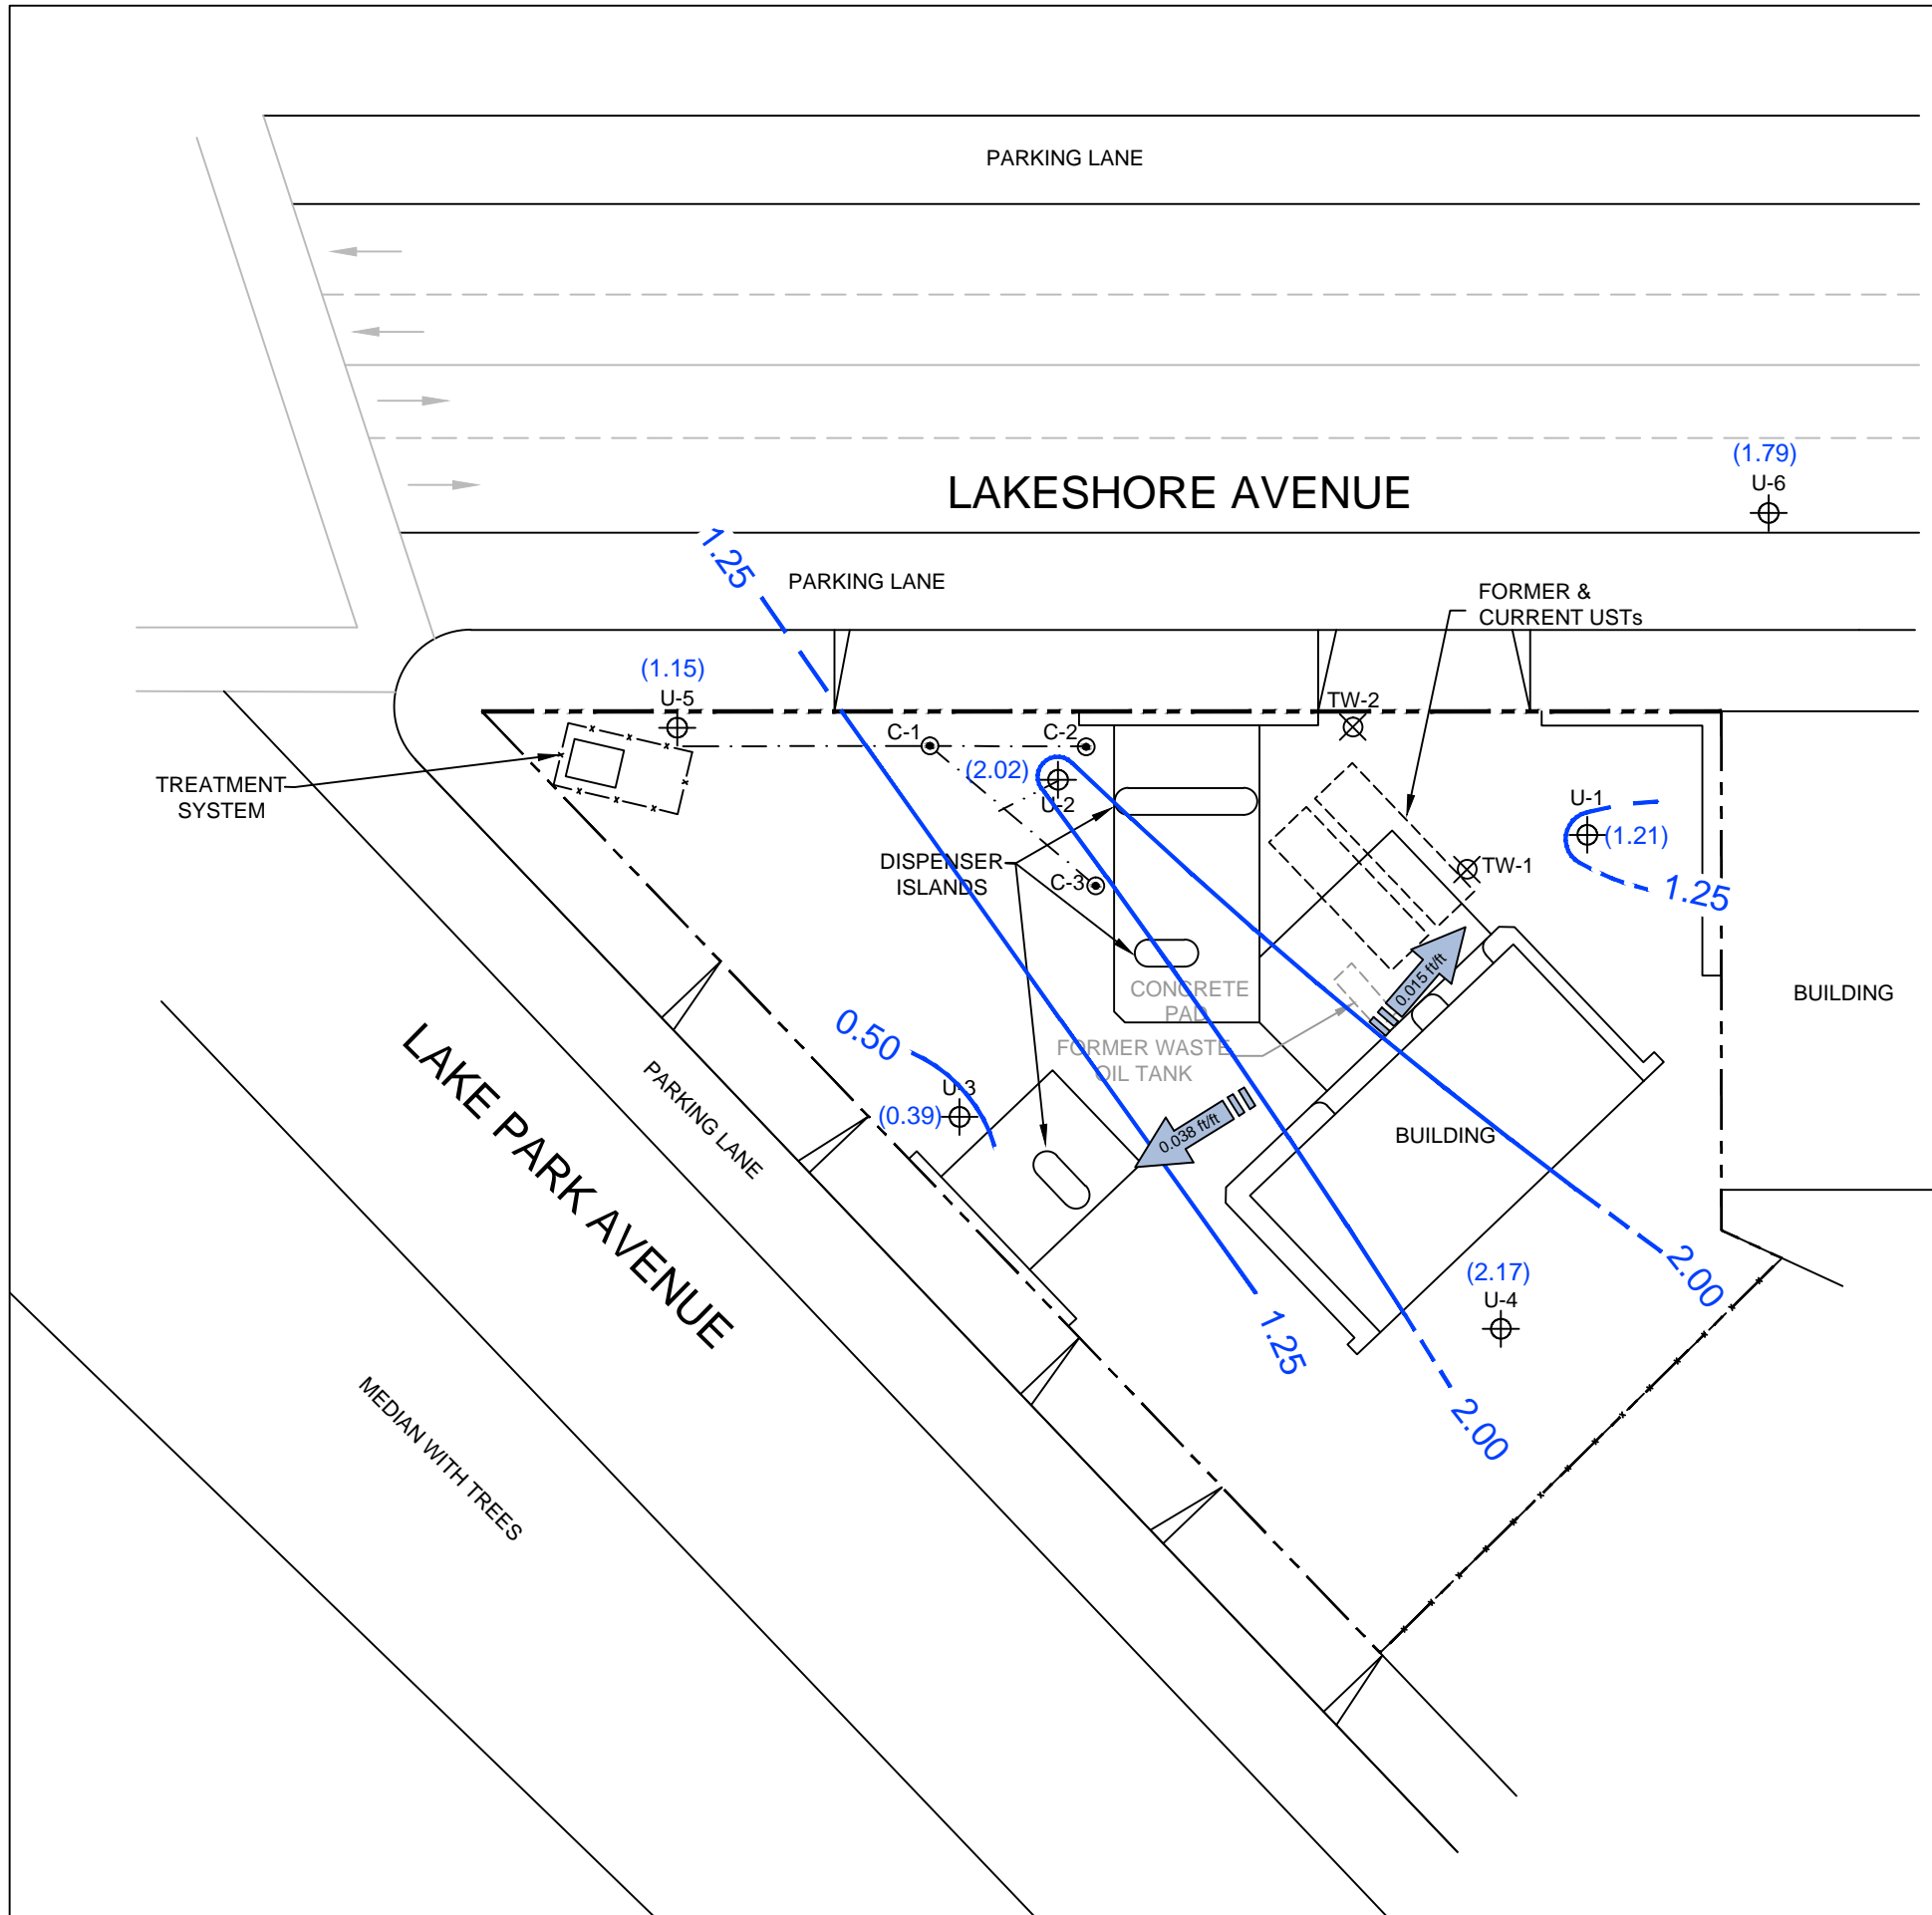 PARKING LANE
(1.79)
U-6
LAKESHORE AVENUE
1.25
PARKING LANE
FORMER &
CURRENT USTs
(1.15)
U-5
TW-2
C-1
C-2
TREATMENT
SYSTEM
(2.02)
U-2
U-1
(1.21)
DISPENSER
ISLANDS
C-3
TW-1
1.25
0.015 ft/ft
CONCRETE
PAD
BUILDING
0.50
FORMER WASTE
OIL TANK
U-3
(0.39)
0.038 ft/ft
BUILDING
LAKE PARK AVENUE
PARKING LANE
2.00
(2.17)
U-4
1.25
2.00
MEDIAN WITH TREES